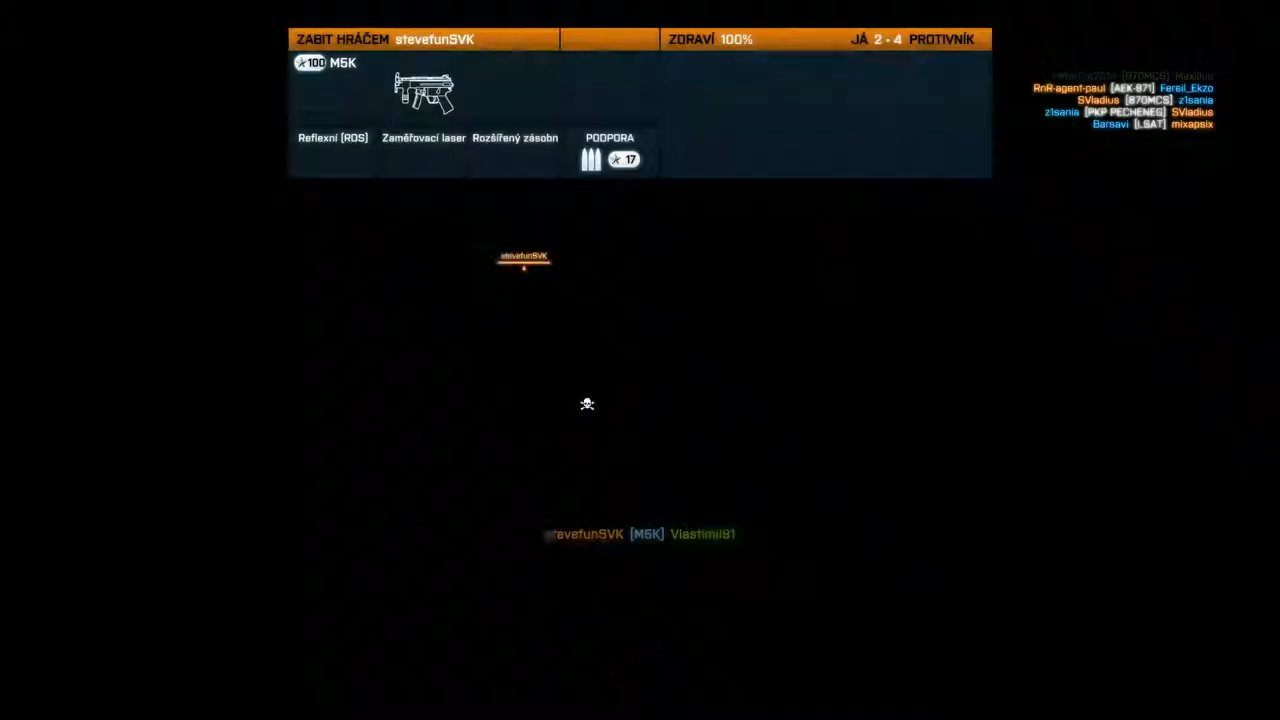 ZABIT HRÁČEM stevefunSVK
ZDRAVÍ 100%
JÁ 2 - 4 PROTIVNÍK
100 M5K
Reflexní [RDS] Zaměřovací laser Rozšířený zásobn
PODPORA
17
[870MCS]
RnR-agent-paul [AEK-971] Fereil_Ekzo
SVladius [870MCS] z1sania
z1sania [PKP PECHENEG] SVladius
Barsavi [LSAT] mixapsix
stevefunSVK
stevefunSVK [M5K] Vlastimil91